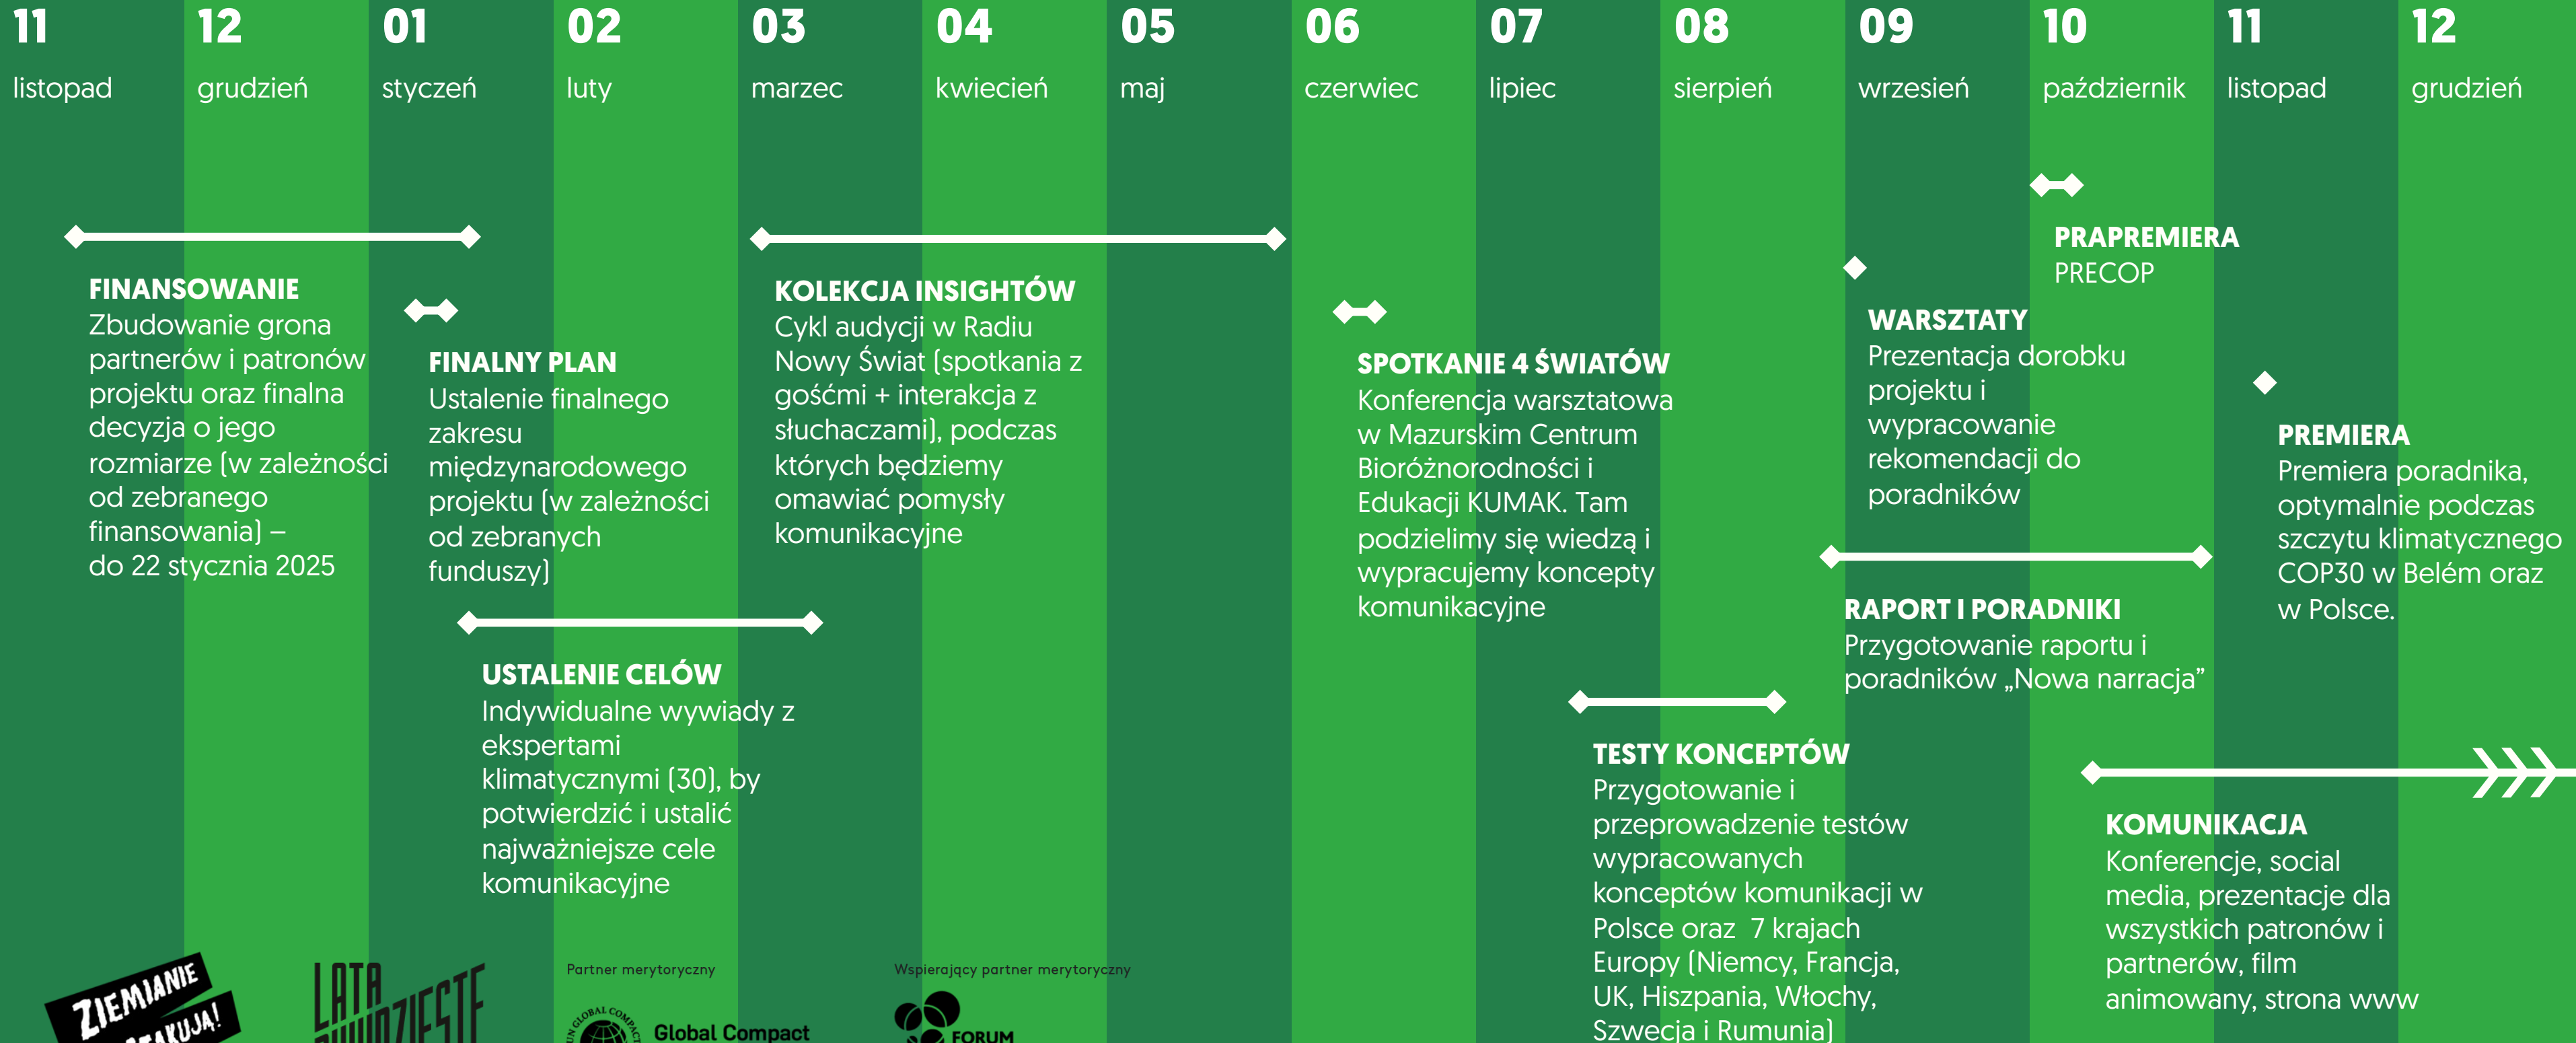 11
listopad
12
grudzień
01
styczeń
02
luty
03
marzec
04
kwiecień
05
maj
06
czerwiec
07
lipiec
08
sierpień
09
wrzesień
10
październik
11
listopad
12
grudzień
FINANSOWANIE
Zbudowanie grona
partnerów i patronów
projektu oraz finalna
decyzja o jego
rozmiarze (w zależności
od zebranego
finansowania) –
do 22 stycznia 2025
FINALNY PLAN
Ustalenie finalnego
zakresu
międzynarodowego
projektu (w zależności
od zebranych
funduszy)
USTALENIE CELÓW
Indywidualne wywiady z
ekspertami
klimatycznymi (30), by
potwierdzić i ustalić
najważniejsze cele
komunikacyjne
KOLEKCJA INSIGHTÓW
Cykl audycji w Radiu
Nowy Świat (spotkania z
gośćmi + interakcja z
słuchaczami), podczas
których będziemy
omawiać pomysły
komunikacyjne
SPOTKANIE 4 ŚWIATÓW
Konferencja warsztatowa
w Mazurskim Centrum
Bioróżnorodności i
Edukacji KUMAK. Tam
podzielimy się wiedzą i
wypracujemy koncepty
komunikacyjne
TESTY KONCEPTÓW
Przygotowanie i
przeprowadzenie testów
wypracowanych
konceptów komunikacji w
Polsce oraz  7 krajach
Europy (Niemcy, Francja,
UK, Hiszpania, Włochy,
Szwecja i Rumunia)
WARSZTATY
Prezentacja dorobku
projektu i
wypracowanie
rekomendacji do
poradników
RAPORT I PORADNIKI
Przygotowanie raportu i
poradników „Nowa narracja”
PRAPREMIERA
PRECOP
PREMIERA
Premiera poradnika,
optymalnie podczas
szczytu klimatycznego
COP30 w Belém oraz
w Polsce.
KOMUNIKACJA
Konferencje, social
media, prezentacje dla
wszystkich patronów i
partnerów, film
animowany, strona www
ZIEMIANIE
LATA
Partner merytoryczny
UN GLOBAL COMPACT
Global Compact
Wspierający partner merytoryczny
FORUM